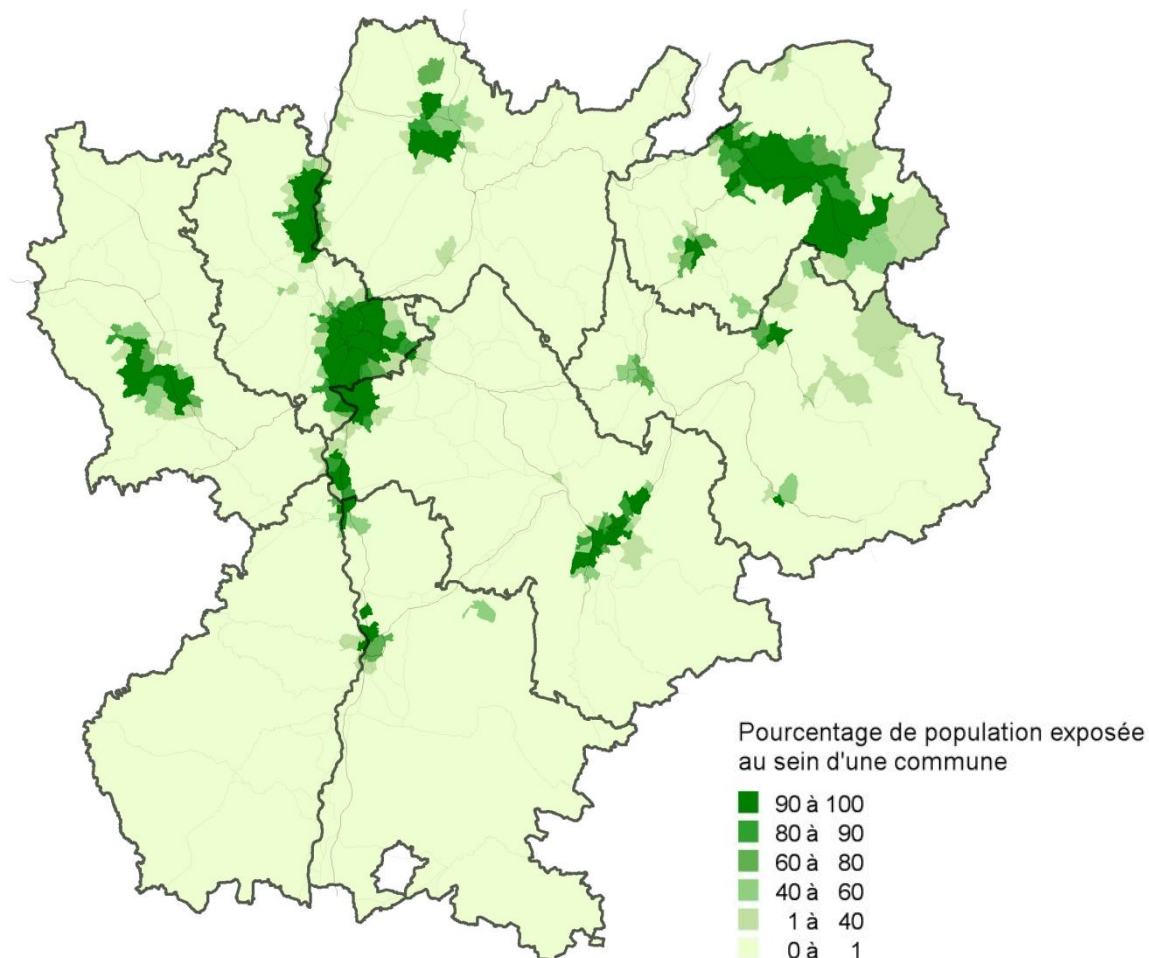 Pourcentage de population exposée
au sein d'une commune
90 à 100
80 à 90
60 à 80
40 à 60
1 à 40
0 à 1